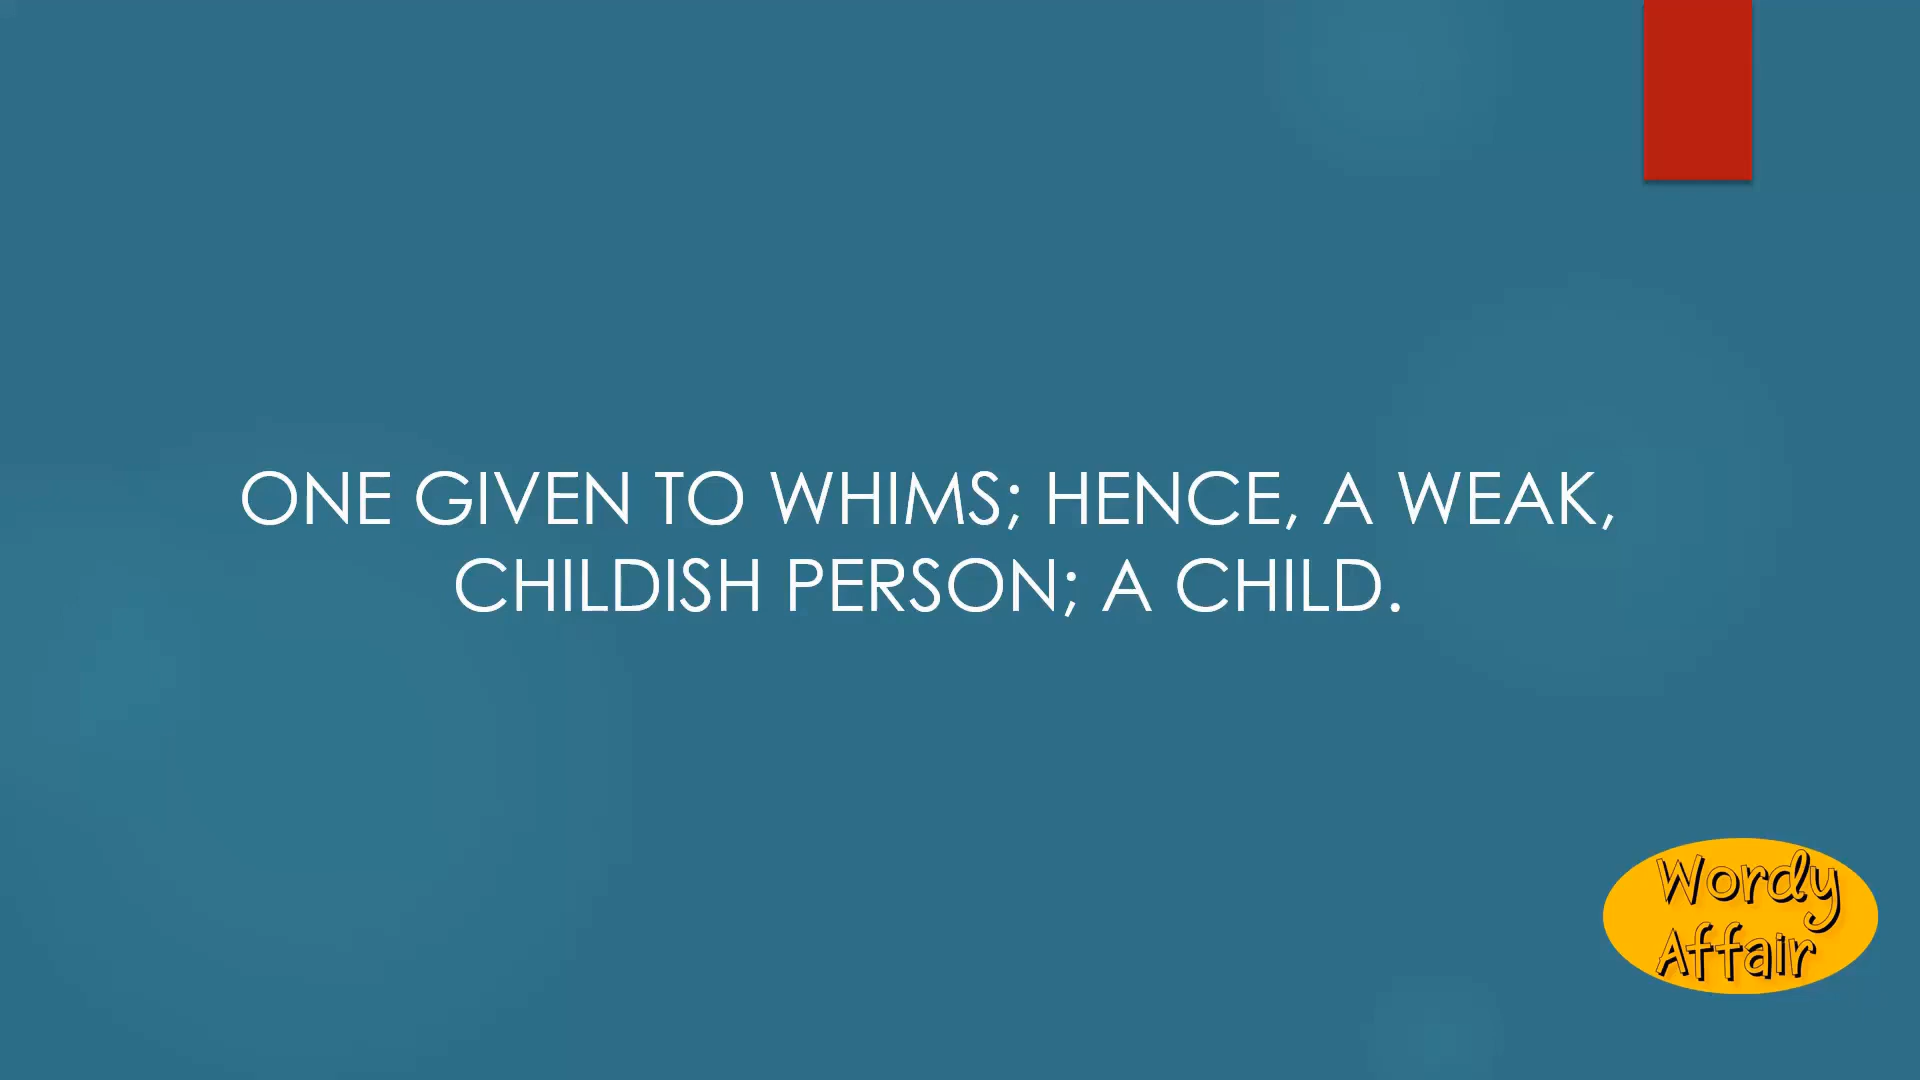 ONE GIVEN TO WHIMS; HENCE, A WEAK,
CHILDISH PERSON; A CHILD.
Wordy
Affair